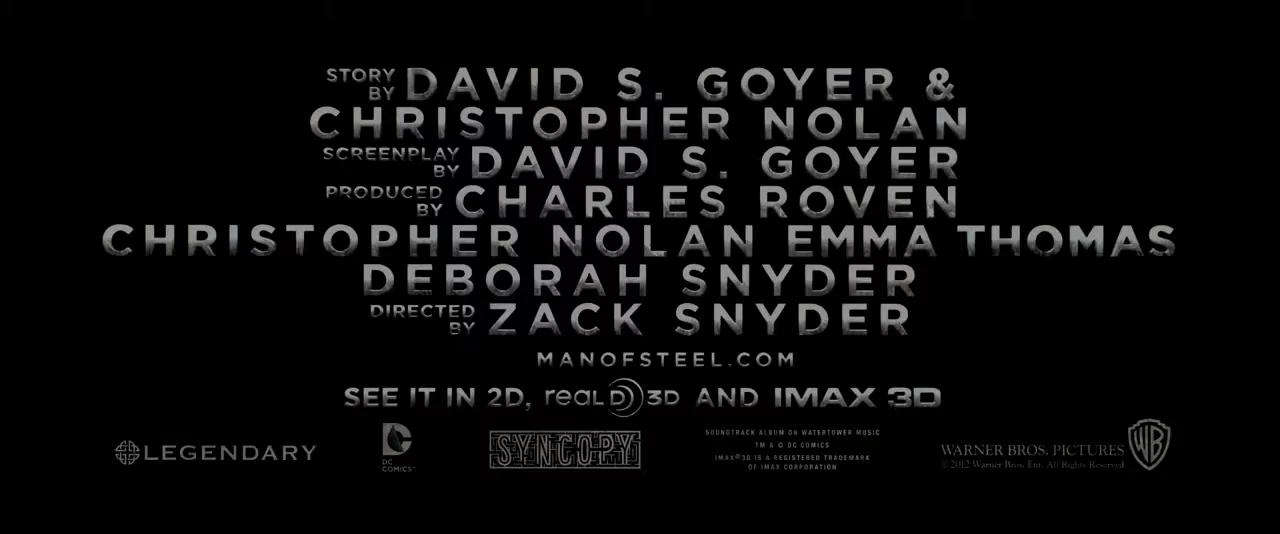 STORY BY DAVID S. GOYER &
CHRISTOPHER NOLAN
SCREENPLAY BY DAVID S. GOYER
PRODUCED BY CHARLES ROVEN
CHRISTOPHER NOLAN EMMA THOMAS
DEBORAH SNYDER
DIRECTED BY ZACK SNYDER
MANOFSTEEL.COM
SEE IT IN 2D, REAL D 3D AND IMAX 3D
LEGENDARY
DC COMICS™
SYNCOPY
SOUNDTRACK ALBUM ON WATERTOWER MUSIC
TM & © DC COMICS
IMAX® 3D IS A REGISTERED TRADEMARK
OF IMAX CORPORATION
WARNER BROS. PICTURES
© 2012 Warner Bros. Ent. All Rights Reserved
WB